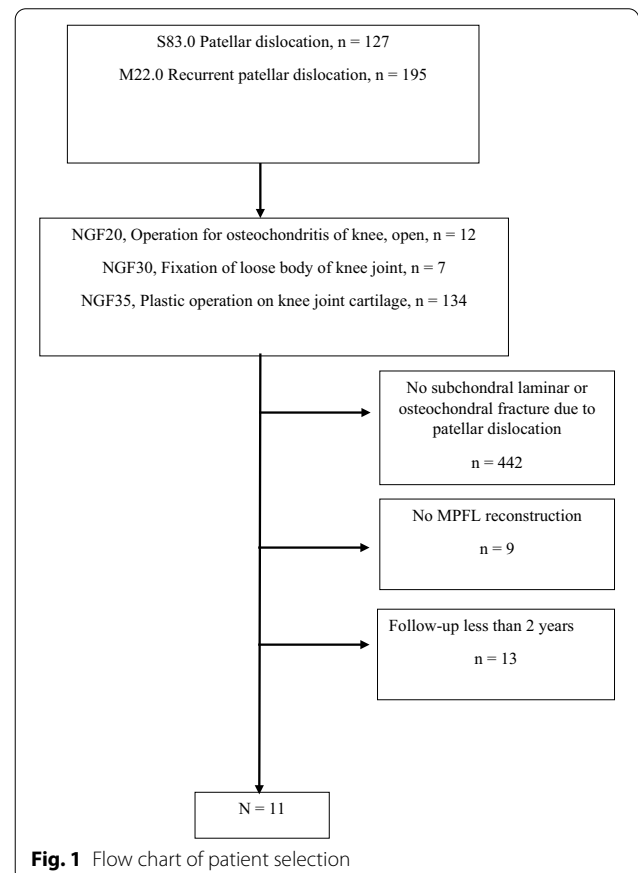 S83.0 Patellar dislocation, n = 127
M22.0 Recurrent patellar dislocation, n = 195
NGF20, Operation for osteochondritis of knee, open, n = 12
NGF30, Fixation of loose body of knee joint, n = 7
NGF35, Plastic operation on knee joint cartilage, n = 134
No subchondral laminar or
osteochondral fracture due to
patellar dislocation
n = 442
No MPFL reconstruction
n = 9
Follow-up less than 2 years
n = 13
N = 11
Fig. 1 Flow chart of patient selection